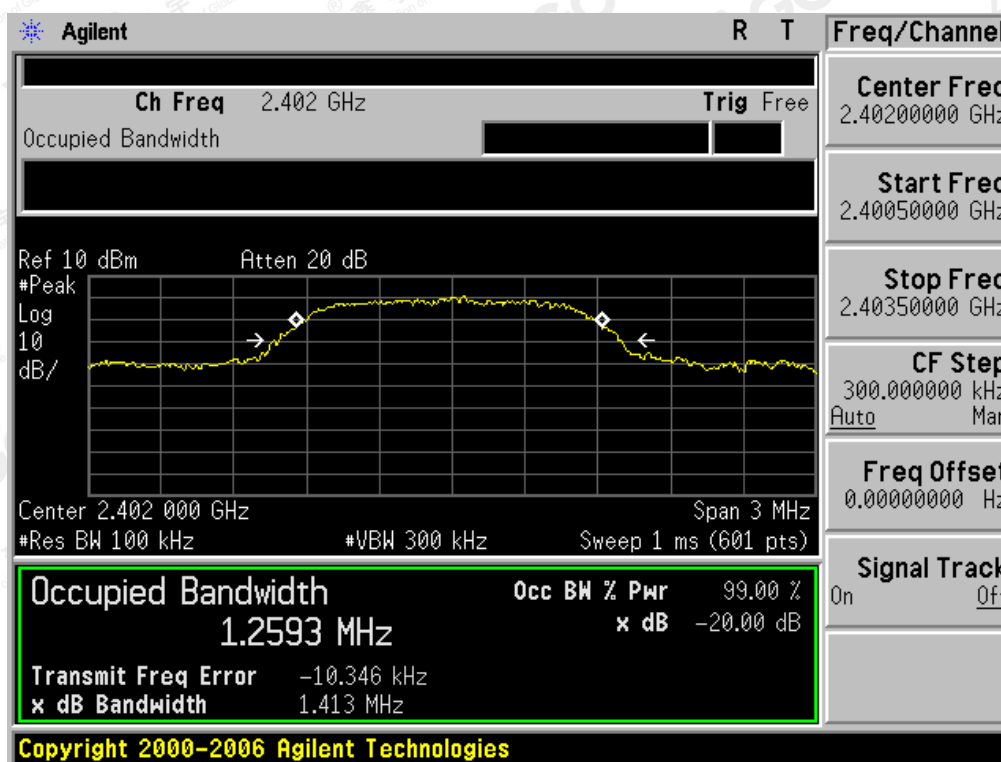 Agilent R T Freq/Channel
Ch Freq 2.402 GHz Trig Free
Occupied Bandwidth
Center Freq
2.40200000 GHz
Start Freq
2.40050000 GHz
Stop Freq
2.40350000 GHz
CF Step
300.000000 kHz
Auto Man
Freq Offset
0.00000000 Hz
Signal Track
On Off
Ref 10 dBm Atten 20 dB
#Peak
Log
10
dB/
Center 2.402 000 GHz Span 3 MHz
#Res BW 100 kHz #VBW 300 kHz Sweep 1 ms (601 pts)
Occupied Bandwidth Occ BW % Pwr 99.00 %
1.2593 MHz x dB -20.00 dB
Transmit Freq Error -10.346 kHz
x dB Bandwidth 1.413 MHz
Copyright 2000-2006 Agilent Technologies